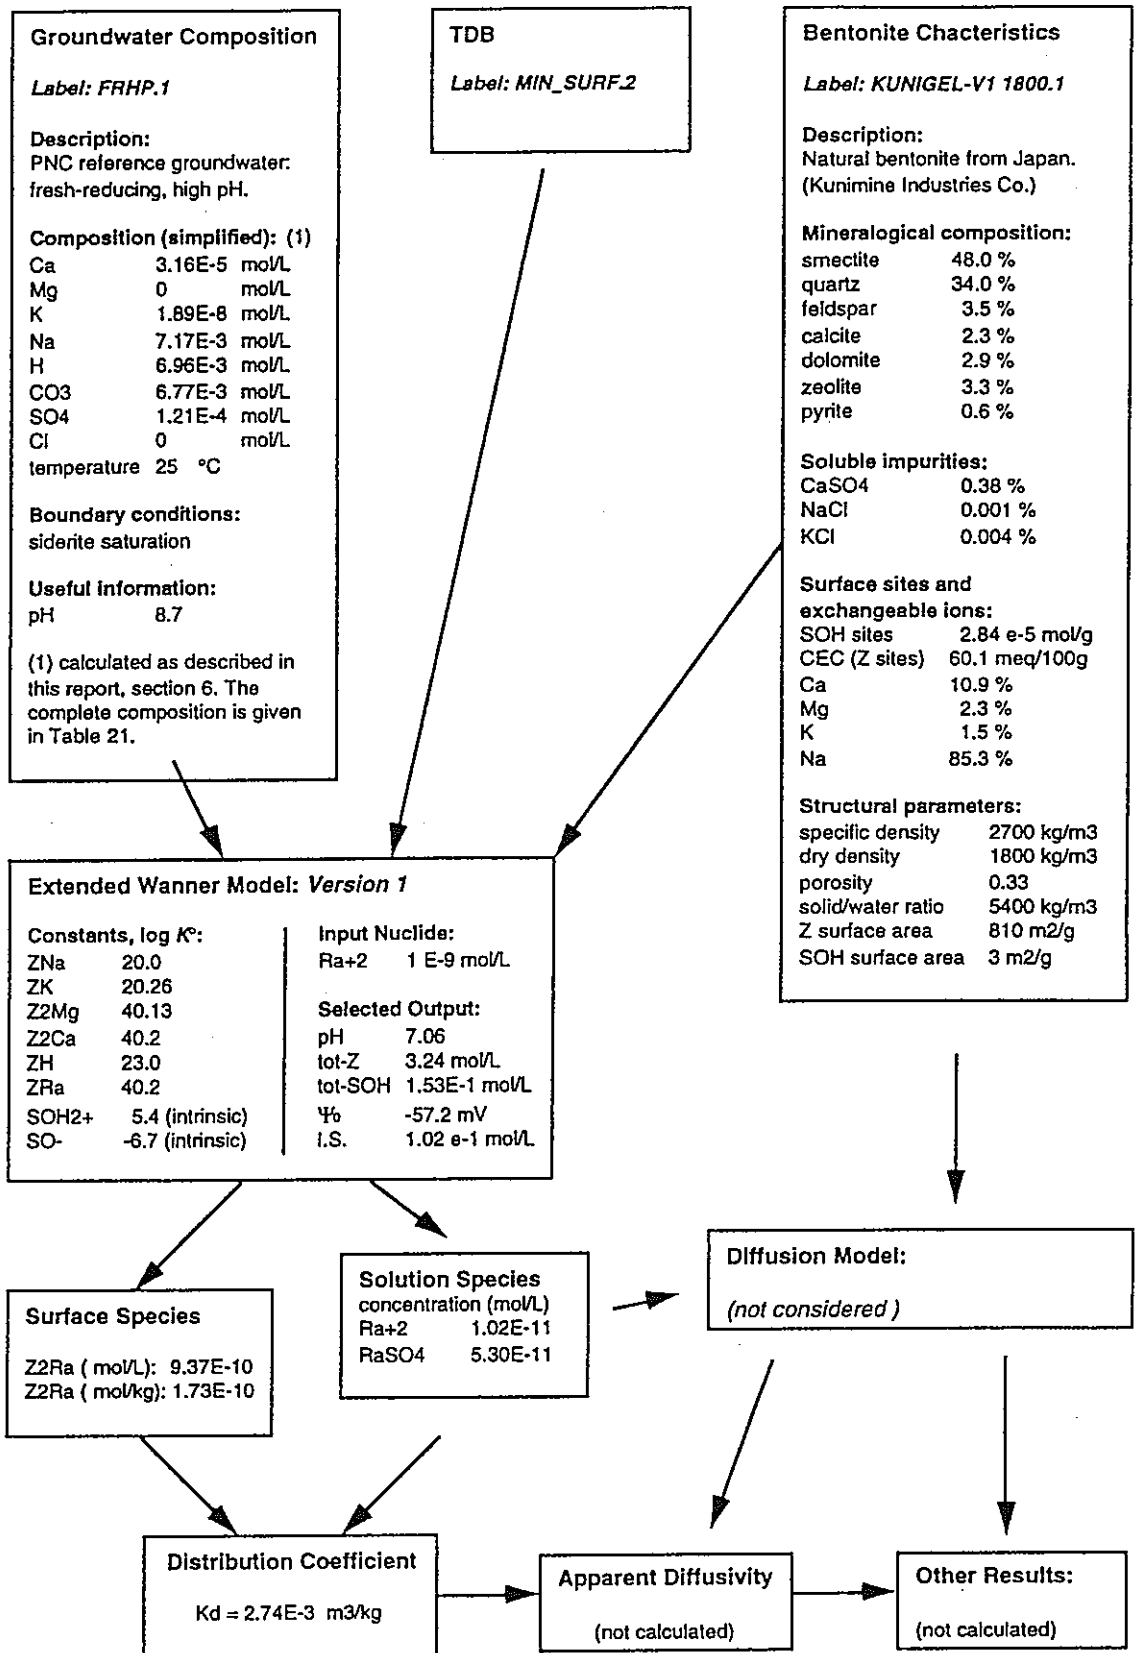 Groundwater Composition
Label: FRHP.1
Description:
PNC reference groundwater:
fresh-reducing, high pH.
Composition (simplified): (1)
Ca 3.16E-5 mol/L
Mg 0 mol/L
K 1.89E-8 mol/L
Na 7.17E-3 mol/L
H 6.96E-3 mol/L
CO3 6.77E-3 mol/L
SO4 1.21E-4 mol/L
Cl 0 mol/L
temperature 25 °C
Boundary conditions:
siderite saturation
Useful information:
pH 8.7
(1) calculated as described in
this report, section 6. The
complete composition is given
in Table 21.
TDB
Label: MIN_SURF.2
Bentonite Chacteristics
Label: KUNIGEL-V1 1800.1
Description:
Natural bentonite from Japan.
(Kunimine Industries Co.)
Mineralogical composition:
smectite 48.0 %
quartz 34.0 %
feldspar 3.5 %
calcite 2.3 %
dolomite 2.9 %
zeolite 3.3 %
pyrite 0.6 %
Soluble impurities:
CaSO4 0.38 %
NaCl 0.001 %
KCl 0.004 %
Surface sites and
exchangeable ions:
SOH sites 2.84 e-5 mol/g
CEC (Z sites) 60.1 meq/100g
Ca 10.9 %
Mg 2.3 %
K 1.5 %
Na 85.3 %
Structural parameters:
specific density 2700 kg/m3
dry density 1800 kg/m3
porosity 0.33
solid/water ratio 5400 kg/m3
Z surface area 810 m2/g
SOH surface area 3 m2/g
Extended Wanner Model: Version 1
Constants, log K°:
ZNa 20.0
ZK 20.26
Z2Mg 40.13
Z2Ca 40.2
ZH 23.0
ZRa 40.2
SOH2+ 5.4 (intrinsic)
SO- -6.7 (intrinsic)
Input Nuclide:
Ra+2 1 E-9 mol/L
Selected Output:
pH 7.06
tot-Z 3.24 mol/L
tot-SOH 1.53E-1 mol/L
Ψo -57.2 mV
I.S. 1.02 e-1 mol/L
Surface Species
Z2Ra ( mol/L): 9.37E-10
Z2Ra ( mol/kg): 1.73E-10
Solution Species
concentration (mol/L)
Ra+2 1.02E-11
RaSO4 5.30E-11
Diffusion Model:
(not considered )
Distribution Coefficient
Kd = 2.74E-3 m3/kg
Apparent Diffusivity
(not calculated)
Other Results:
(not calculated)